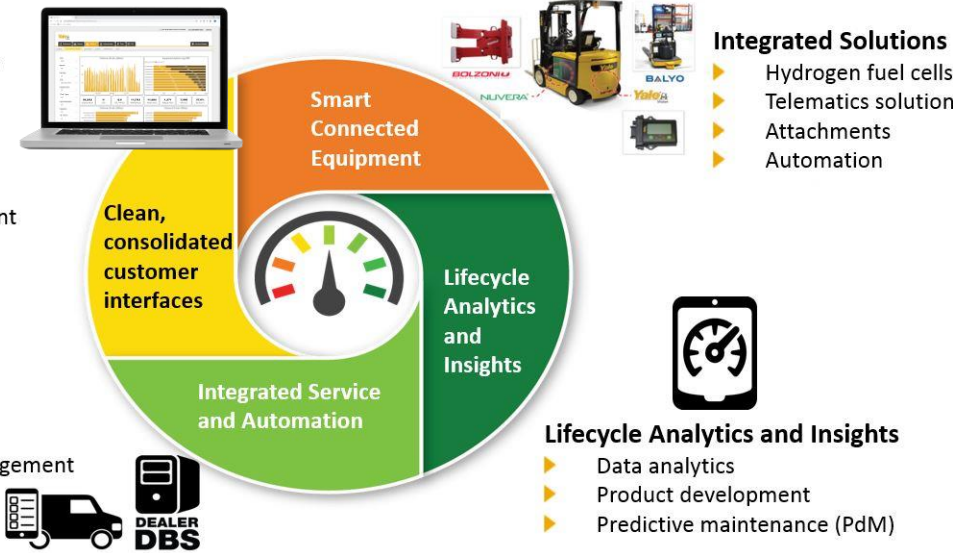 Smart
Connected
Equipment
Clean,
consolidated
customer
interfaces
Lifecycle
Analytics
and
Insights
Integrated Service
and Automation
BOLZONI
NUVERA
BALYO
Yale
Integrated Solutions
Hydrogen fuel cells
Telematics solution
Attachments
Automation
nt
gement
DEALER
DBS
Lifecycle Analytics and Insights
Data analytics
Product development
Predictive maintenance (PdM)